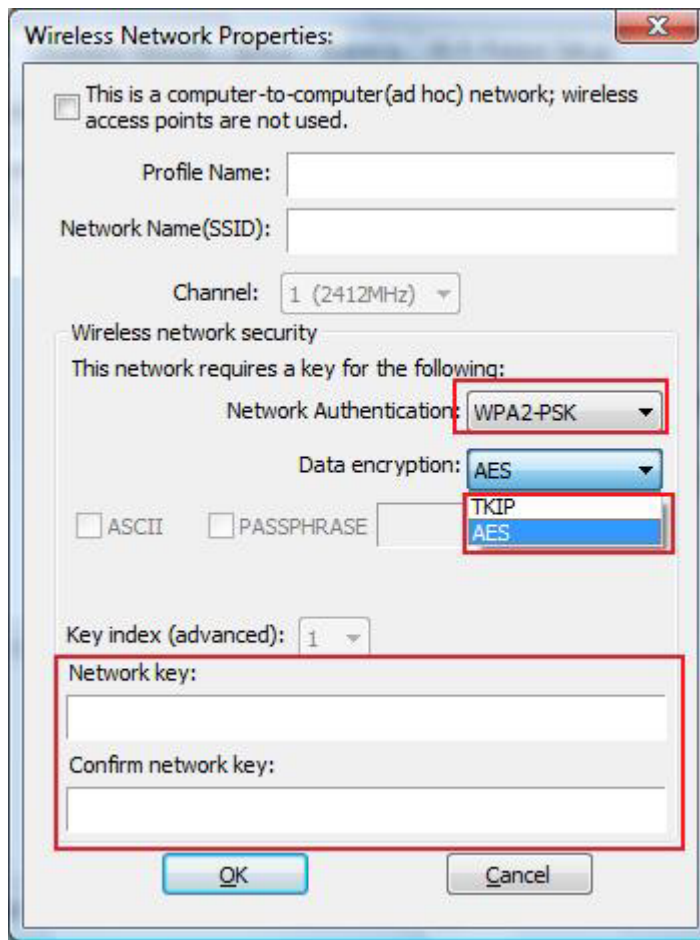 Wireless Network Properties:
This is a computer-to-computer(ad hoc) network; wireless
access points are not used.
Profile Name:
Network Name(SSID):
Channel: 1 (2412MHz)
Wireless network security
This network requires a key for the following:
Network Authentication: WPA2-PSK
Data encryption: AES
TKIP
ASCII PASSPHRASE AES
Key index (advanced): 1
Network key:
Confirm network key:
OK Cancel